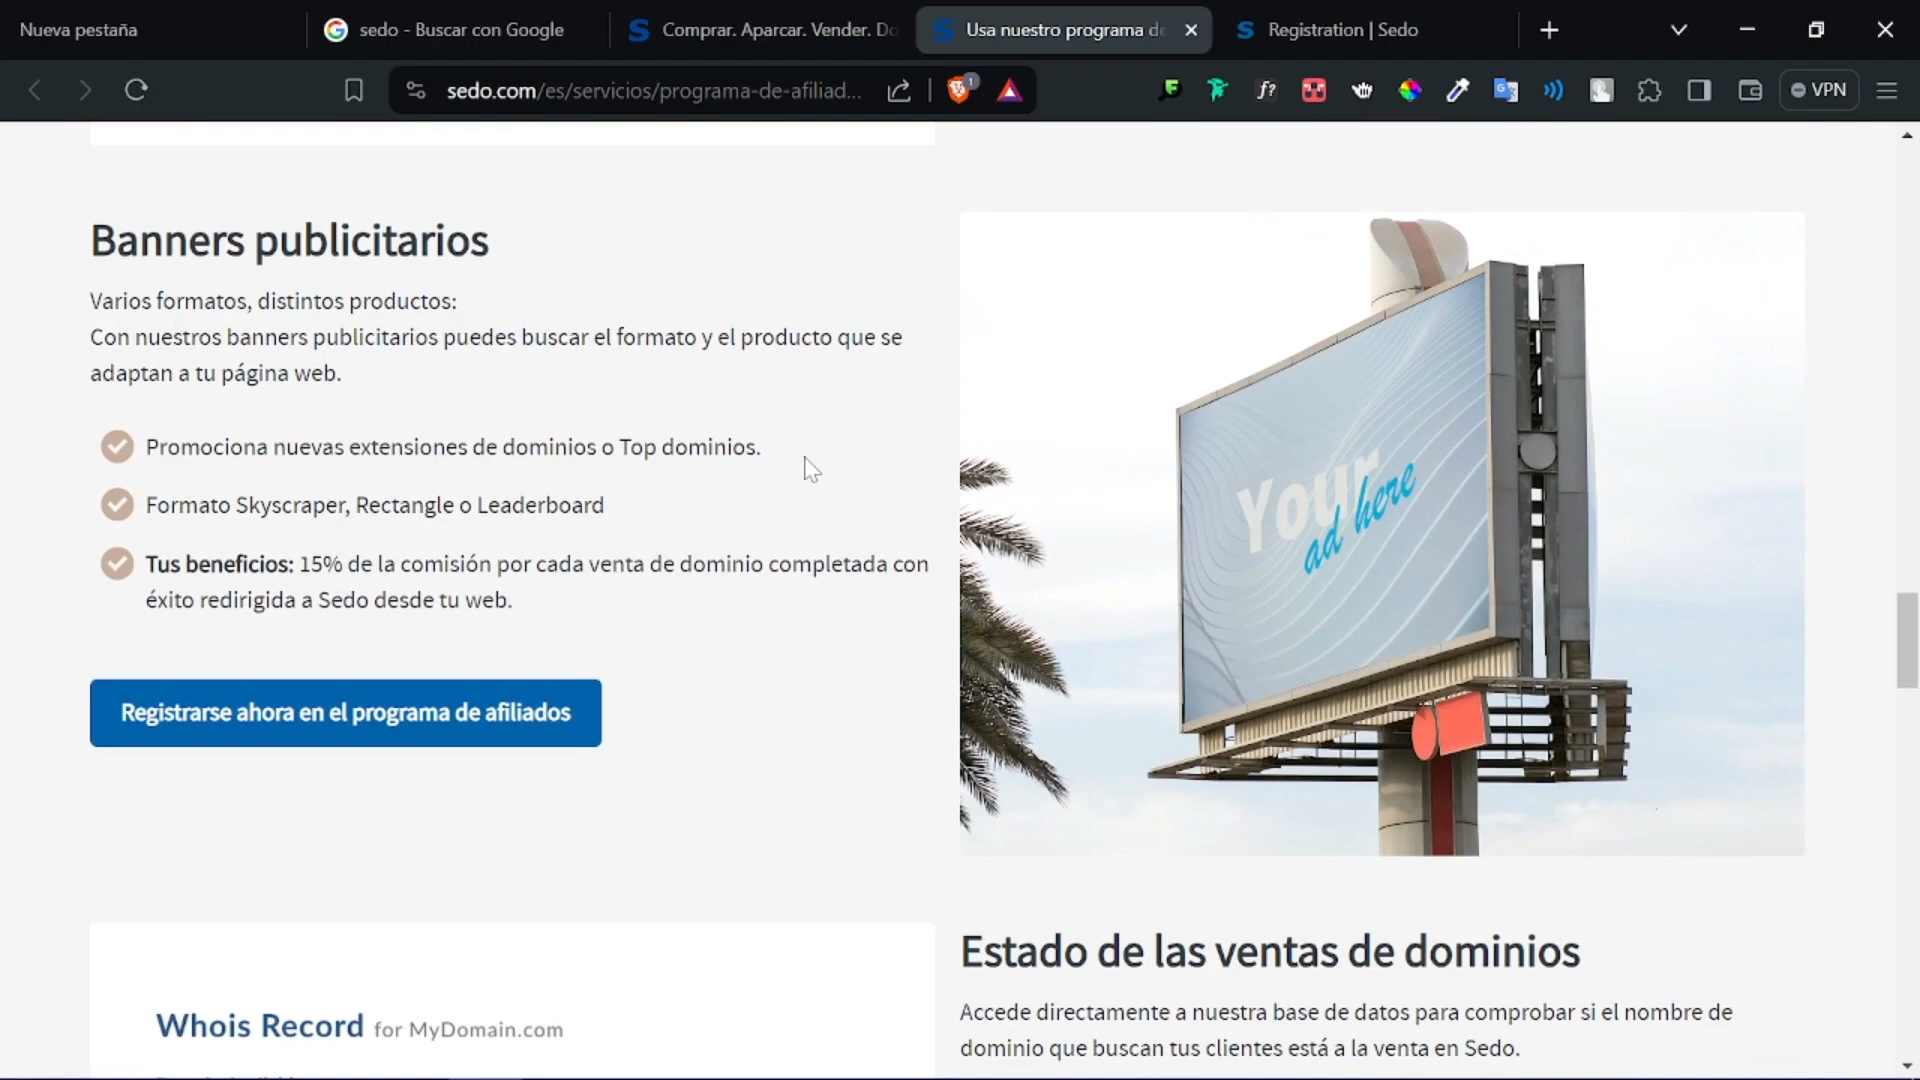 Nueva pestaña
sedo - Buscar con Google
Comprar. Aparcar. Vender. Do
Usa nuestro programa de
Registration | Sedo
sedo.com/es/servicios/programa-de-afiliad...
1
VPN
Banners publicitarios
Varios formatos, distintos productos:
Con nuestros banners publicitarios puedes buscar el formato y el producto que se
adaptan a tu página web.
Promociona nuevas extensiones de dominios o Top dominios.
Formato Skyscraper, Rectangle o Leaderboard
Tus beneficios: 15% de la comisión por cada venta de dominio completada con
éxito redirigida a Sedo desde tu web.
Registrarse ahora en el programa de afiliados
Your
ad here
Estado de las ventas de dominios
Accede directamente a nuestra base de datos para comprobar si el nombre de
dominio que buscan tus clientes está a la venta en Sedo.
Whois Record for MyDomain.com